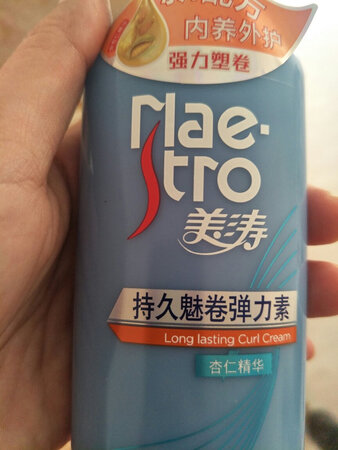 内养外护
强力塑卷
Mae·
stro
美涛
持久魅卷弹力素
Long lasting Curl Cream
杏仁精华